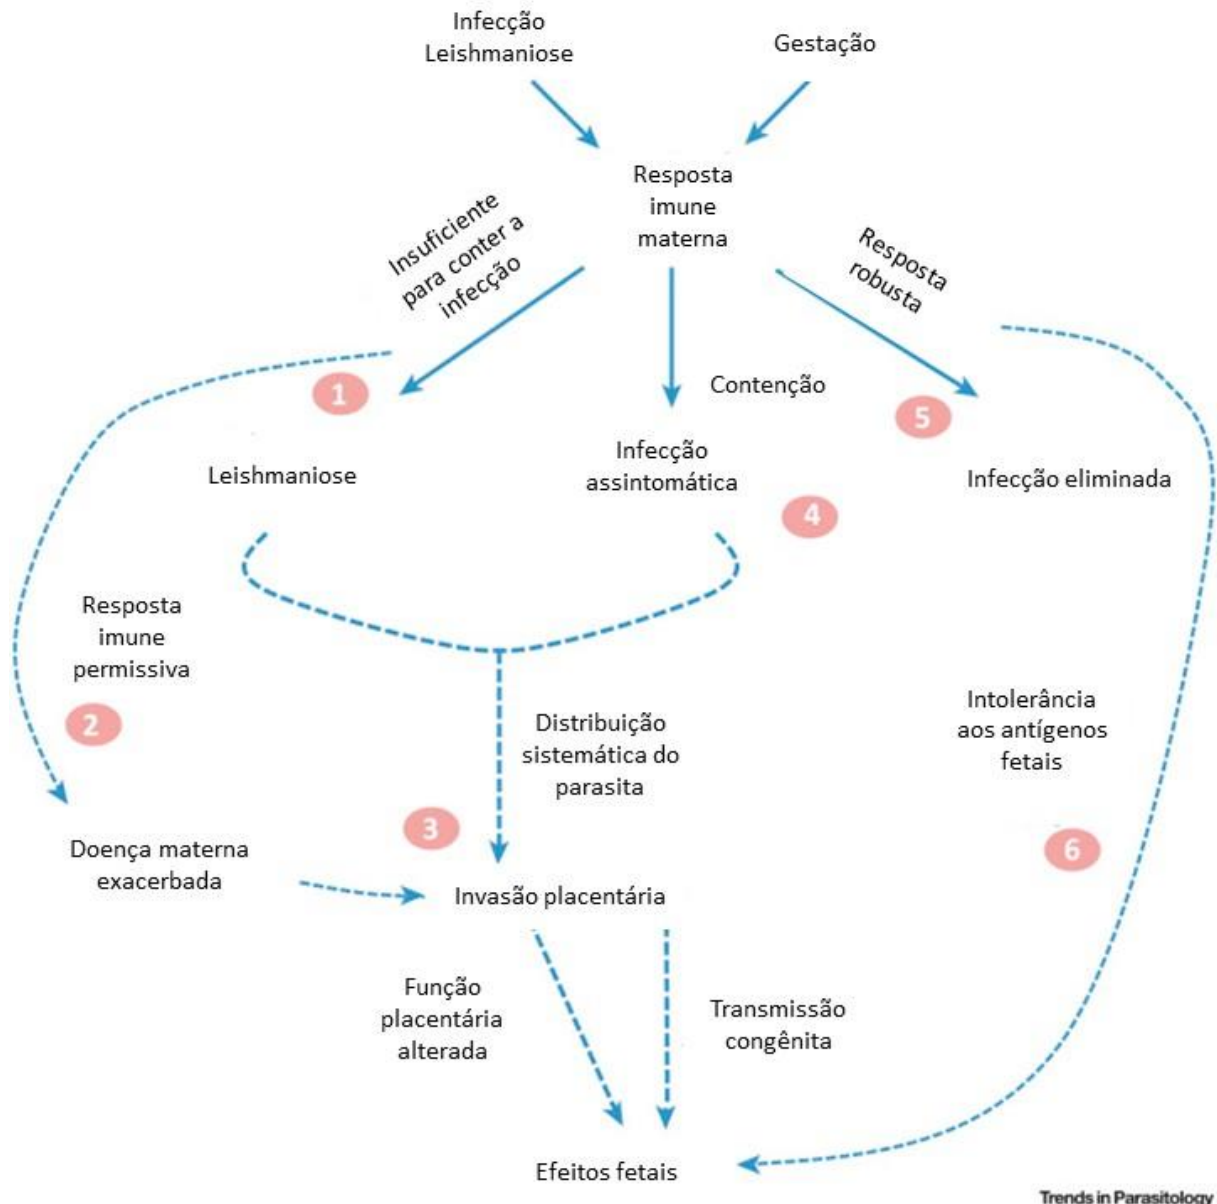 Infecção
Leishmaniose
Gestação
Resposta
imune
materna
Insuficiente
para conter a
infecção
Resposta
robusta
1
Contenção
5
Leishmaniose
Infecção
assintomática
Infecção eliminada
4
Resposta
imune
permissiva
2
Distribuição
sistemática do
parasita
Intolerância
aos antígenos
fetais
3
6
Doença materna
exacerbada
Invasão placentária
Função
placentária
alterada
Transmissão
congênita
Efeitos fetais
Trends in Parasitology